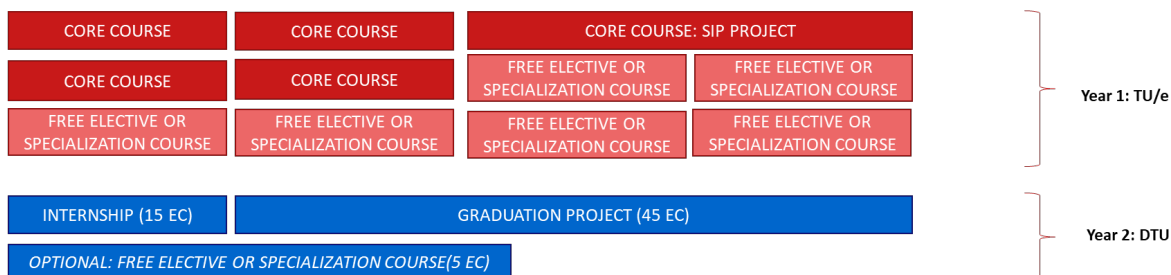 CORE COURSE
CORE COURSE
CORE COURSE: SIP PROJECT
CORE COURSE
CORE COURSE
FREE ELECTIVE OR
SPECIALIZATION COURSE
FREE ELECTIVE OR
SPECIALIZATION COURSE
Year 1: TU/e
FREE ELECTIVE OR
SPECIALIZATION COURSE
FREE ELECTIVE OR
SPECIALIZATION COURSE
FREE ELECTIVE OR
SPECIALIZATION COURSE
FREE ELECTIVE OR
SPECIALIZATION COURSE
INTERNSHIP (15 EC)
GRADUATION PROJECT (45 EC)
Year 2: DTU
OPTIONAL: FREE ELECTIVE OR SPECIALIZATION COURSE(5 EC)